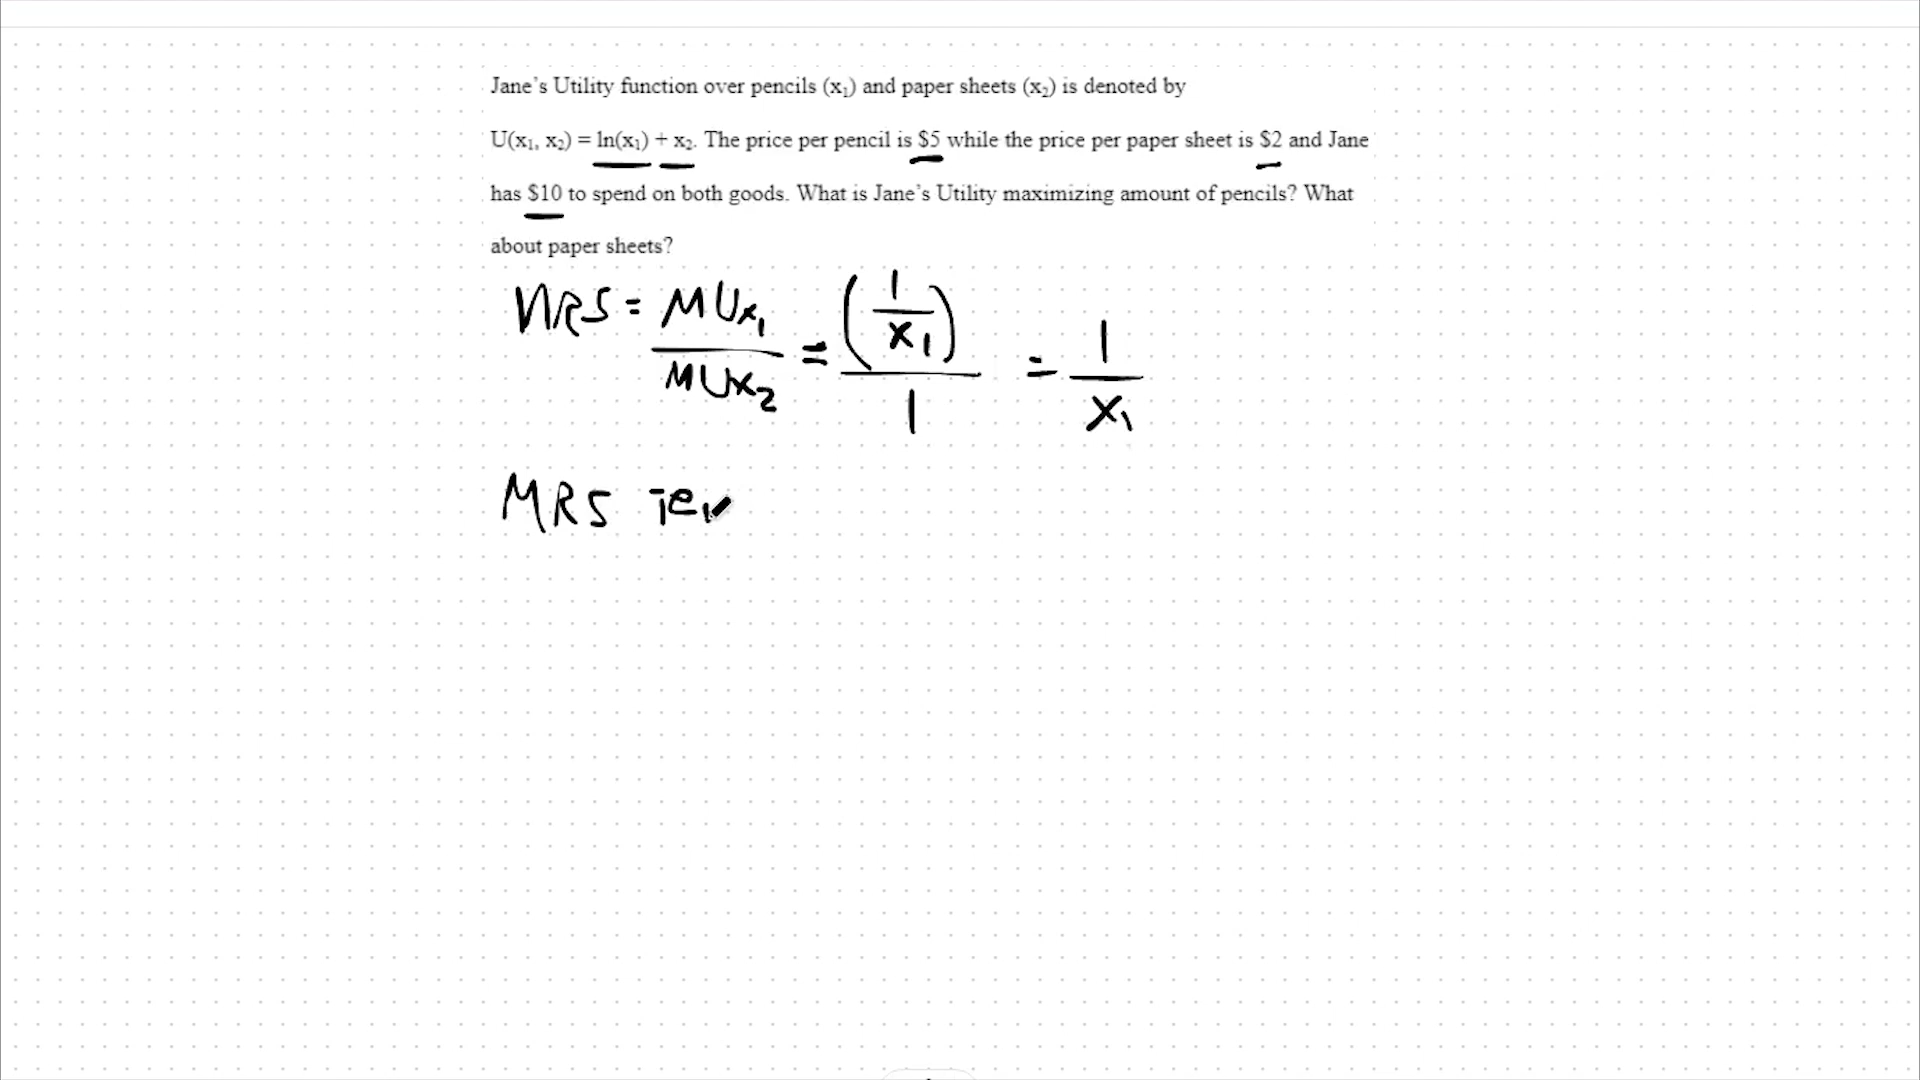 Jane's Utility function over pencils (x₁) and paper sheets (x₂) is denoted by
U(x₁, x₂) = ln(x₁) + x₂. The price per pencil is $5 while the price per paper sheet is $2 and Jane
has $10 to spend on both goods. What is Jane's Utility maximizing amount of pencils? What
about paper sheets?
MRS = MUx₁ / MUx₂ = (1/x₁) / 1 = 1 / x₁
MRS